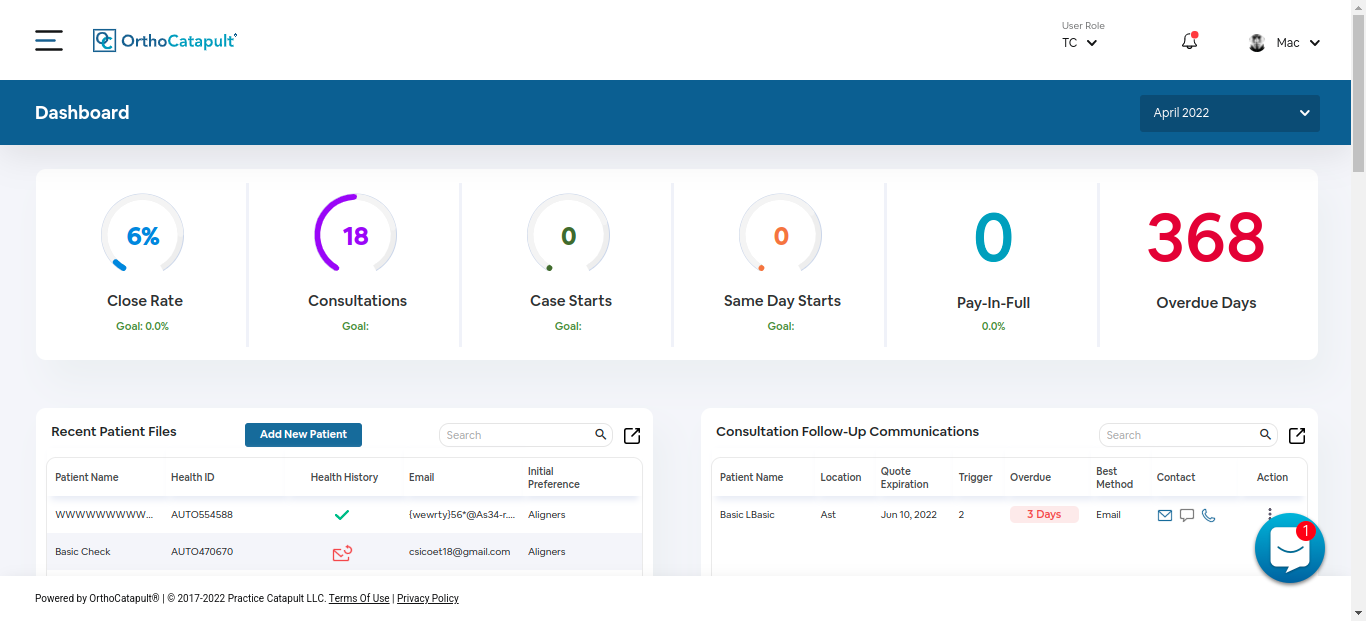 OrthoCatapult
User Role
TC
Mac
Dashboard
April 2022
6%
18
0
0
0
368
Close Rate
Consultations
Case Starts
Same Day Starts
Pay-In-Full
Overdue Days
Goal: 0.0%
Goal:
Goal:
Goal:
0.0%
Recent Patient Files
Add New Patient
Search
Patient Name Health ID Health History Email Initial Preference
WWWWWWWWW... AUTO554588 {wewrty}56*@As34-r.... Aligners
Basic Check AUTO470670 csicoet18@gmail.com Aligners
Consultation Follow-Up Communications
Search
Patient Name Location Quote Expiration Trigger Overdue Best Method Contact Action
Basic LBasic Ast Jun 10, 2022 2 3 Days Email
1
Powered by OrthoCatapult® | © 2017-2022 Practice Catapult LLC. Terms Of Use | Privacy Policy